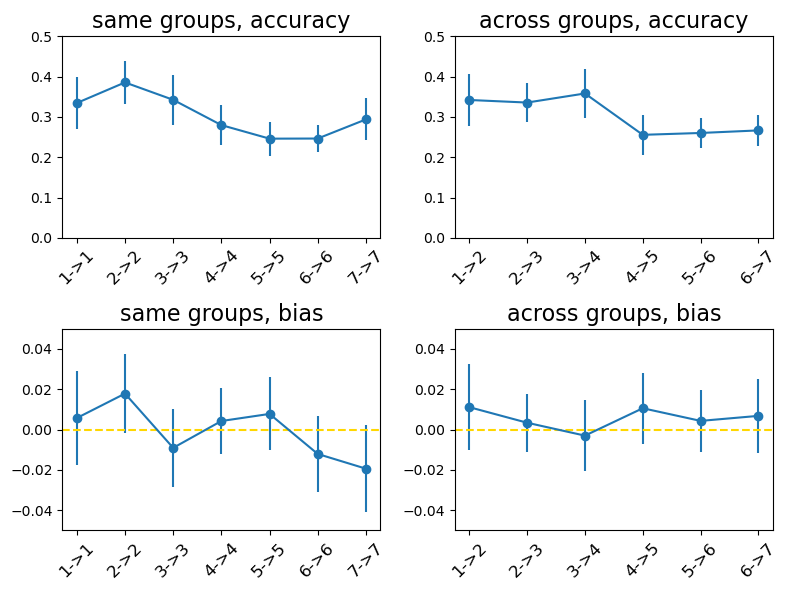 same groups, accuracy
0.5
0.4
0.3
0.2
0.1
0.0
1->1 2->2 3->3 4->4 5->5 6->6 7->7
across groups, accuracy
0.5
0.4
0.3
0.2
0.1
0.0
1->2 2->3 3->4 4->5 5->6 6->7
same groups, bias
0.04
0.02
0.00
−0.02
−0.04
1->1 2->2 3->3 4->4 5->5 6->6 7->7
across groups, bias
0.04
0.02
0.00
−0.02
−0.04
1->2 2->3 3->4 4->5 5->6 6->7